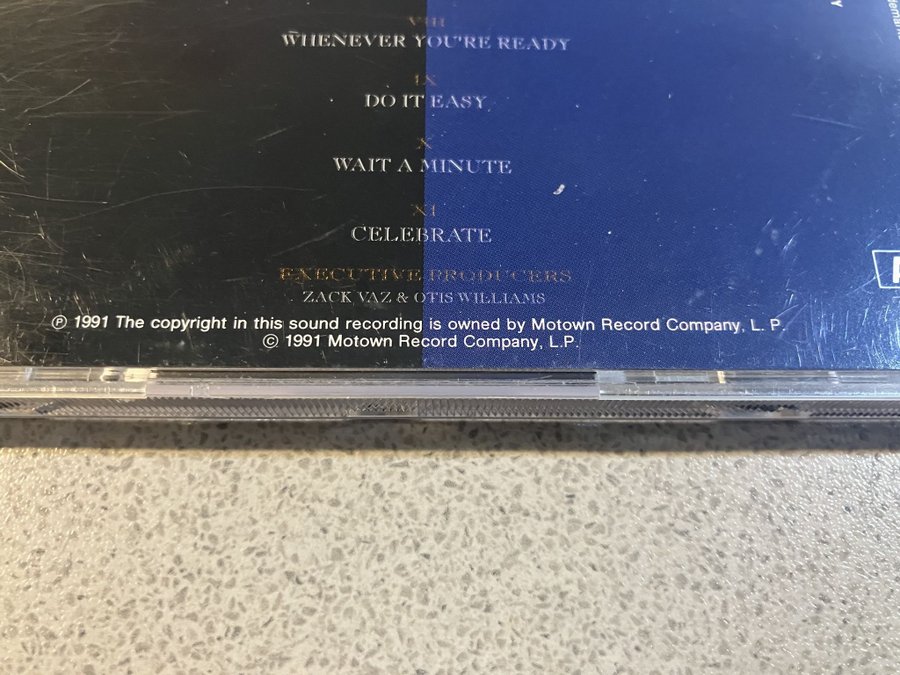 VIII
WHENEVER YOU'RE READY
IX
DO IT EASY
X
WAIT A MINUTE
XI
CELEBRATE
EXECUTIVE PRODUCERS
ZACK VAZ & OTIS WILLIAMS
℗ 1991 The copyright in this sound recording is owned by Motown Record Company, L. P.
© 1991 Motown Record Company, L.P.